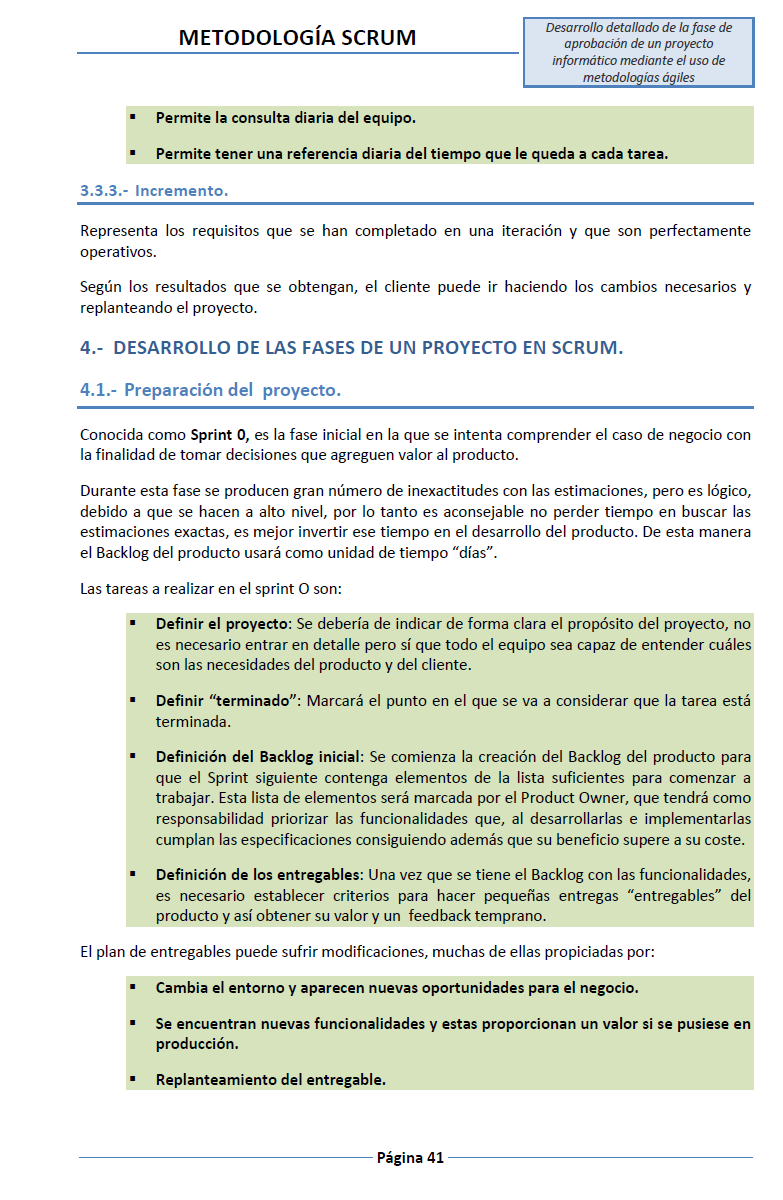 METODOLOGÍA SCRUM
Desarrollo detallado de la fase de
aprobación de un proyecto
informático mediante el uso de
metodologías ágiles
▪ Permite la consulta diaria del equipo.
▪ Permite tener una referencia diaria del tiempo que le queda a cada tarea.
3.3.3.- Incremento.
Representa los requisitos que se han completado en una iteración y que son perfectamente
operativos.
Según los resultados que se obtengan, el cliente puede ir haciendo los cambios necesarios y
replanteando el proyecto.
4.- DESARROLLO DE LAS FASES DE UN PROYECTO EN SCRUM.
4.1.- Preparación del proyecto.
Conocida como Sprint 0, es la fase inicial en la que se intenta comprender el caso de negocio con
la finalidad de tomar decisiones que agreguen valor al producto.
Durante esta fase se producen gran número de inexactitudes con las estimaciones, pero es lógico,
debido a que se hacen a alto nivel, por lo tanto es aconsejable no perder tiempo en buscar las
estimaciones exactas, es mejor invertir ese tiempo en el desarrollo del producto. De esta manera
el Backlog del producto usará como unidad de tiempo “días”.
Las tareas a realizar en el sprint O son:
▪ Definir el proyecto: Se debería de indicar de forma clara el propósito del proyecto, no
es necesario entrar en detalle pero sí que todo el equipo sea capaz de entender cuáles
son las necesidades del producto y del cliente.
▪ Definir “terminado”: Marcará el punto en el que se va a considerar que la tarea está
terminada.
▪ Definición del Backlog inicial: Se comienza la creación del Backlog del producto para
que el Sprint siguiente contenga elementos de la lista suficientes para comenzar a
trabajar. Esta lista de elementos será marcada por el Product Owner, que tendrá como
responsabilidad priorizar las funcionalidades que, al desarrollarlas e implementarlas
cumplan las especificaciones consiguiendo además que su beneficio supere a su coste.
▪ Definición de los entregables: Una vez que se tiene el Backlog con las funcionalidades,
es necesario establecer criterios para hacer pequeñas entregas “entregables” del
producto y así obtener su valor y un feedback temprano.
El plan de entregables puede sufrir modificaciones, muchas de ellas propiciadas por:
▪ Cambia el entorno y aparecen nuevas oportunidades para el negocio.
▪ Se encuentran nuevas funcionalidades y estas proporcionan un valor si se pusiese en
producción.
▪ Replanteamiento del entregable.
Página 41